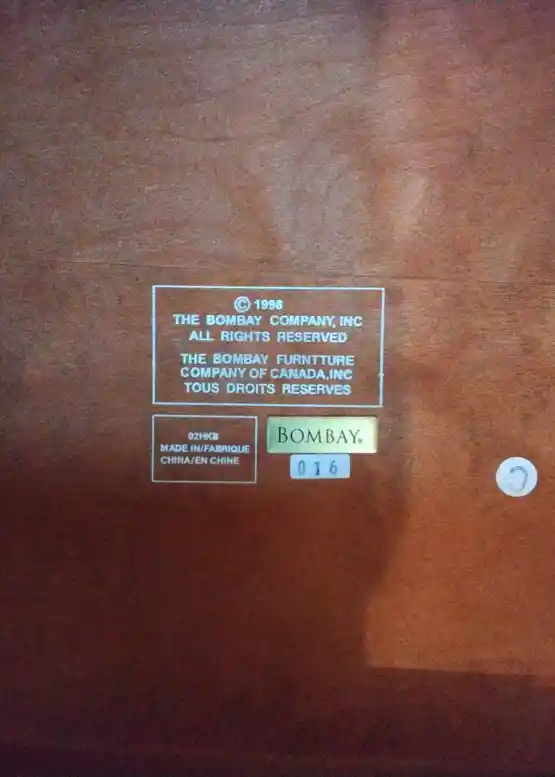 © 1998
THE BOMBAY COMPANY, INC
ALL RIGHTS RESERVED
THE BOMBAY FURNTTURE
COMPANY OF CANADA,INC
TOUS DROITS RESERVES
02HKB
MADE IN/FABRIQUE
CHINA/EN CHINE
BOMBAY®
016
C